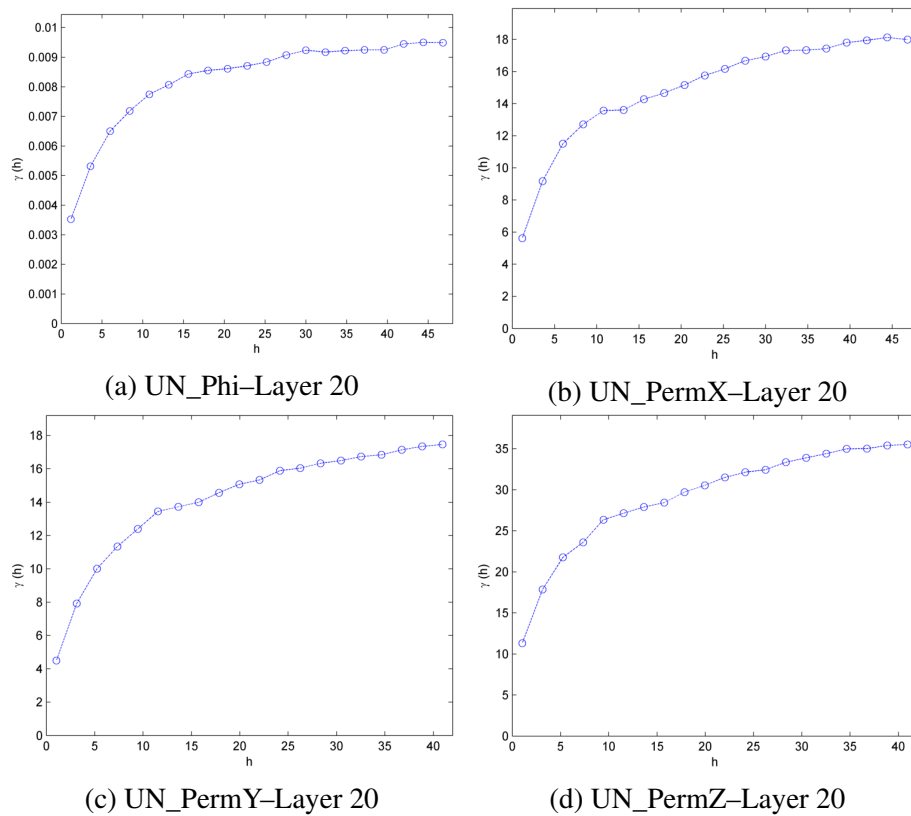 0.01
0.009
0.008
0.007
0.006
0.005
0.004
0.003
0.002
0.001
0
γ (h)
0 5 10 15 20 25 30 35 40 45
h
(a) UN_Phi–Layer 20
18
16
14
12
10
8
6
4
2
0
γ (h)
0 5 10 15 20 25 30 35 40 45
h
(b) UN_PermX–Layer 20
18
16
14
12
10
8
6
4
2
0
γ (h)
0 5 10 15 20 25 30 35 40
h
(c) UN_PermY–Layer 20
35
30
25
20
15
10
5
0
γ (h)
0 5 10 15 20 25 30 35 40
h
(d) UN_PermZ–Layer 20